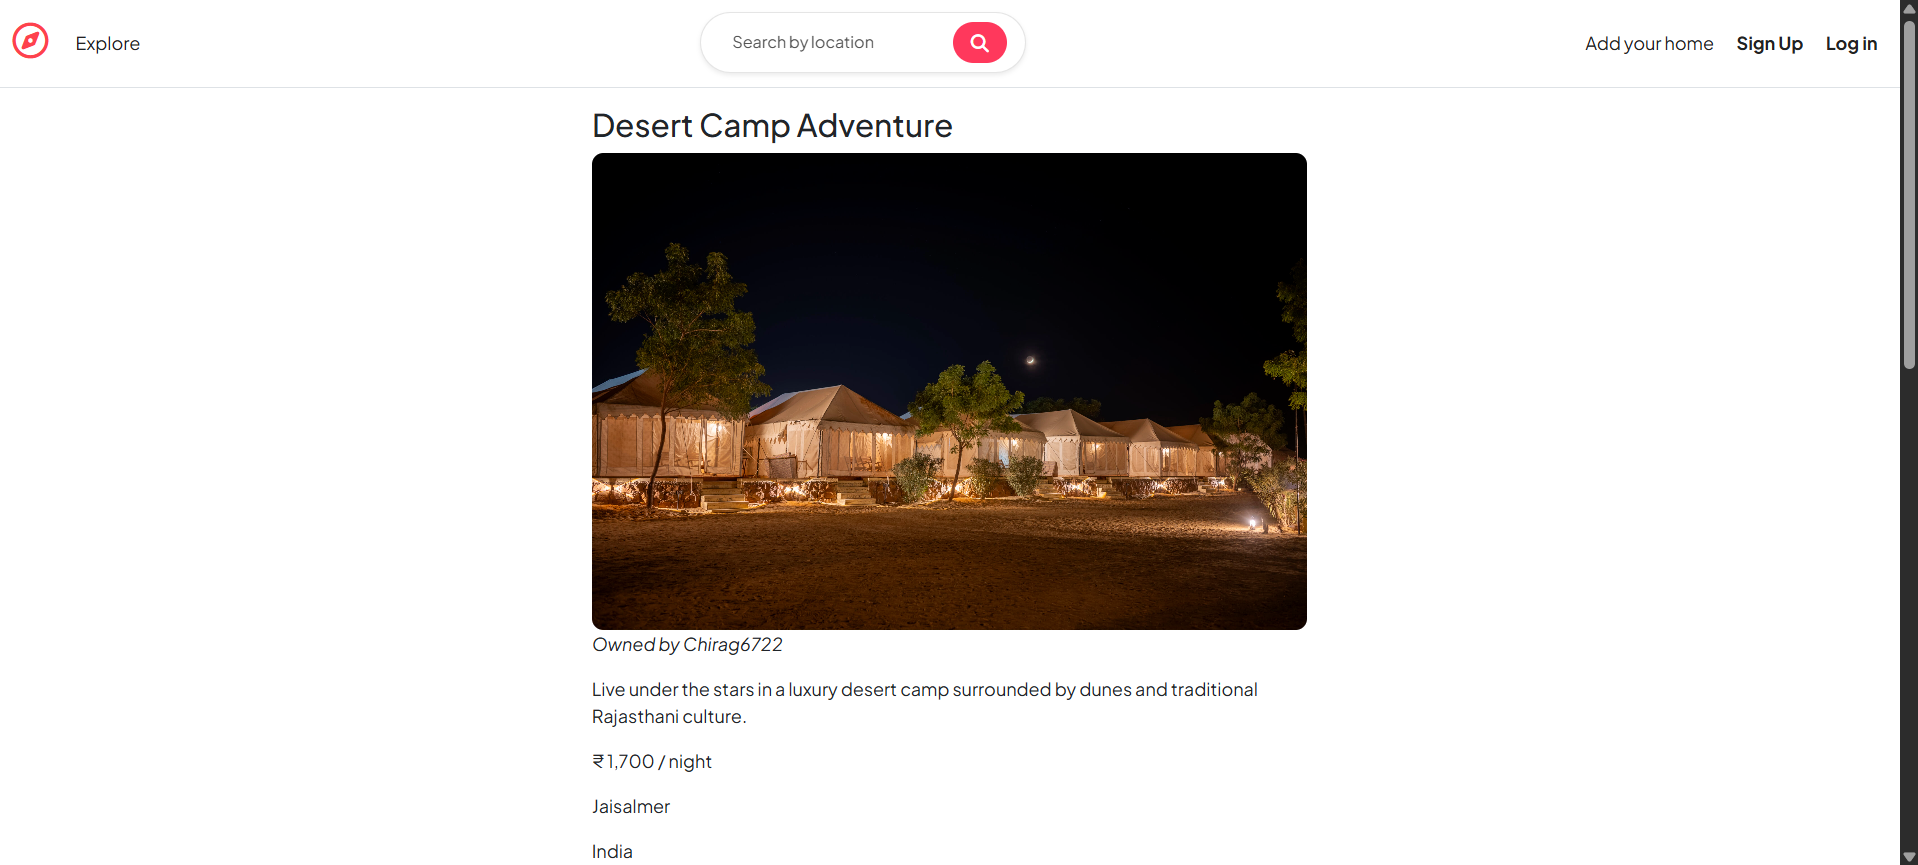 Explore
Search by location
Add your home
Sign Up
Log in
Desert Camp Adventure
Owned by Chirag6722
Live under the stars in a luxury desert camp surrounded by dunes and traditional
Rajasthani culture.
₹ 1,700 / night
Jaisalmer
India